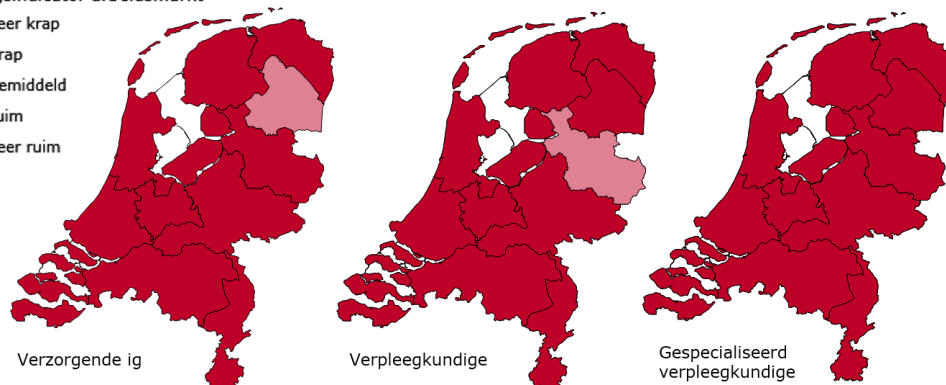 eer krap
rap
emiddeld
uim
eer ruim
Verzorgende ig
Verpleegkundige
Gespecialiseerd
verpleegkundige